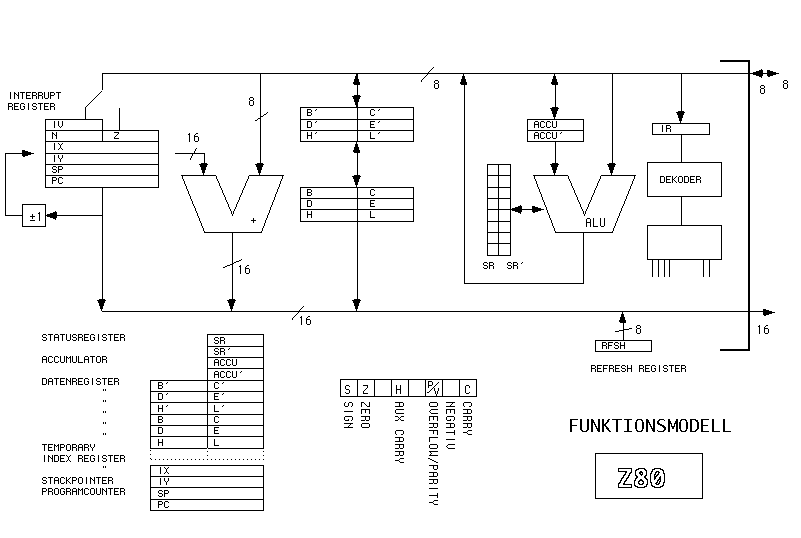 INTERRUPT
REGISTER
IV
N Z
IX
IY
SP
PC
±1
16
8
+
16
B´ C´
D´ E´
H´ L´
B C
D E
H L
8
ACCU
ACCU´
ALU
SR SR´
IR
DEKODER
8 8
16
16
8
RFSH
REFRESH REGISTER
STATUSREGISTER SR
SR´
ACCUMULATOR ACCU
ACCU´
DATENREGISTER B´ C´
" D´ E´
" H´ L´
" B C
" D E
" H L
TEMPORARY
INDEX REGISTER IX
" IY
STACKPOINTER SP
PROGRAMCOUNTER PC
S Z H P/V C
SIGN
ZERO
AUX CARRY
OVERFLOW/PARITY
NEGATIV
CARRY
FUNKTIONSMODELL
Z80